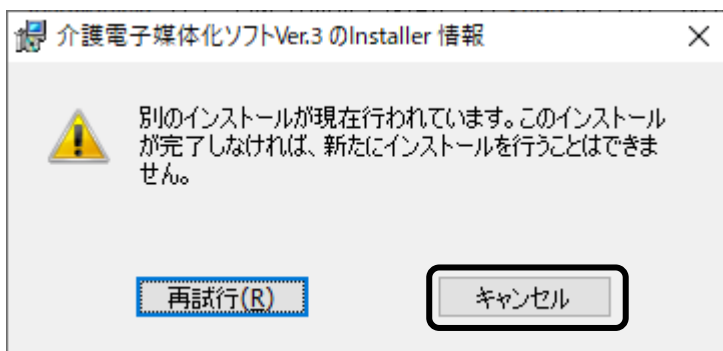 介護電子媒体化ソフトVer.3 のInstaller 情報
別のインストールが現在行われています。このインストール
が完了しなければ、新たにインストールを行うことはできま
せん。
再試行(R)
キャンセル